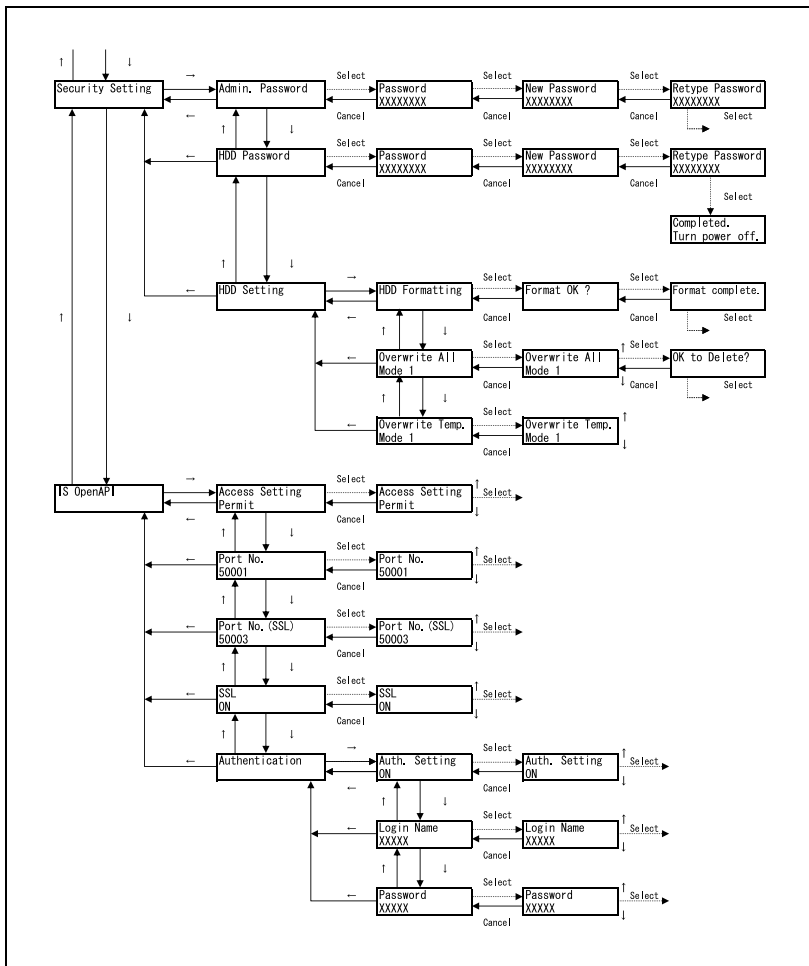 ↑ ↓
Security Setting → ← Admin. Password Select Cancel Password Select Cancel New Password Select Cancel Retype Password
XXXXXXXX XXXXXXXX XXXXXXXX
Select
↑ ↓
← HDD Password Select Cancel Password Select Cancel New Password Select Cancel Retype Password
XXXXXXXX XXXXXXXX XXXXXXXX
Select
Completed.
Turn power off.
↑ ↓
← HDD Setting → ← HDD Formatting Select Cancel Format OK ? Select Cancel Format complete.
Select
↑ ↓
↑ ↓
← Overwrite All Select Cancel Overwrite All ↑ ↓ Select Cancel OK to Delete?
Mode 1 Mode 1
Select
↑ ↓
← Overwrite Temp. Select Cancel Overwrite Temp. ↑ ↓
Mode 1 Mode 1
IS OpenAPI → ← Access Setting Select Cancel Access Setting ↑ ↓ Select
Permit Permit
↑ ↓
← Port No. Select Cancel Port No. ↑ ↓ Select
50001 50001
↑ ↓
← Port No.(SSL) Select Cancel Port No.(SSL) ↑ ↓ Select
50003 50003
↑ ↓
← SSL Select Cancel SSL ↑ ↓ Select
ON ON
↑ ↓
← Authentication → ← Auth. Setting Select Cancel Auth. Setting ↑ ↓ Select
ON ON
↑ ↓
← Login Name Select Cancel Login Name ↑ ↓ Select
XXXXX XXXXX
↑ ↓
← Password Select Cancel Password ↑ ↓ Select
XXXXX XXXXX